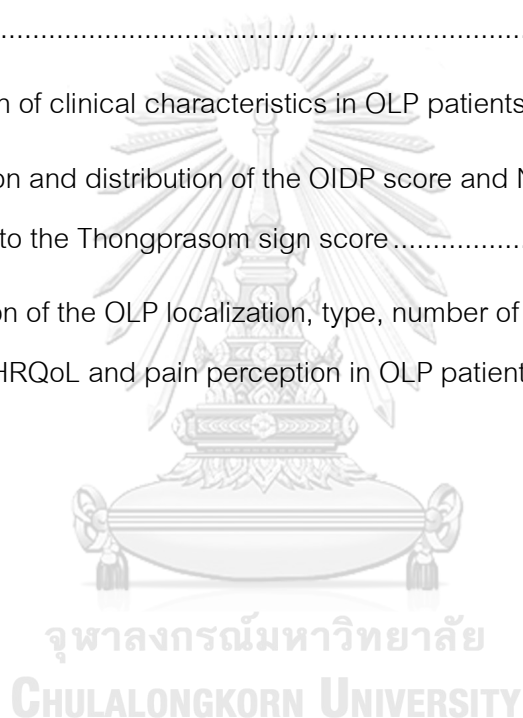 ......................................................................
n of clinical characteristics in OLP patients
on and distribution of the OIDP score and N
to the Thongprasom sign score..................
on of the OLP localization, type, number of
HRQoL and pain perception in OLP patient
จุฬาลงกรณ์มหาวิทยาลัย
CHULALONGKORN UNIVERSITY